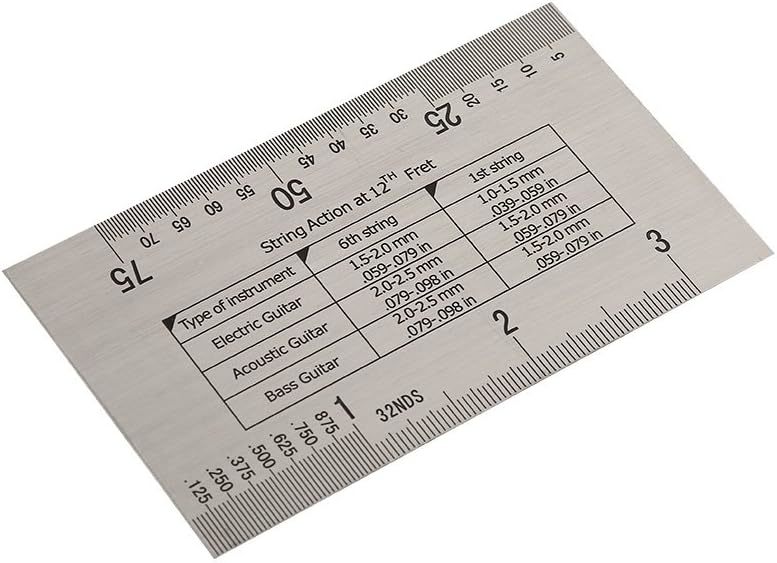 5
10
15
20
25
30
35
40
45
50
55
60
65
70
75
String Action at 12TH Fret
Type of instrument 6th string 1st string
Electric Guitar 1.5-2.0 mm 1.0-1.5 mm
.059-.079 in .039-.059 in
Acoustic Guitar 2.0-2.5 mm 1.5-2.0 mm
.079-.098 in .059-.079 in
Bass Guitar 2.0-2.5 mm 1.5-2.0 mm
.079-.098 in .059-.079 in
.125 .250 .375 .500 .625 .750 .875 1 32NDS 2 3